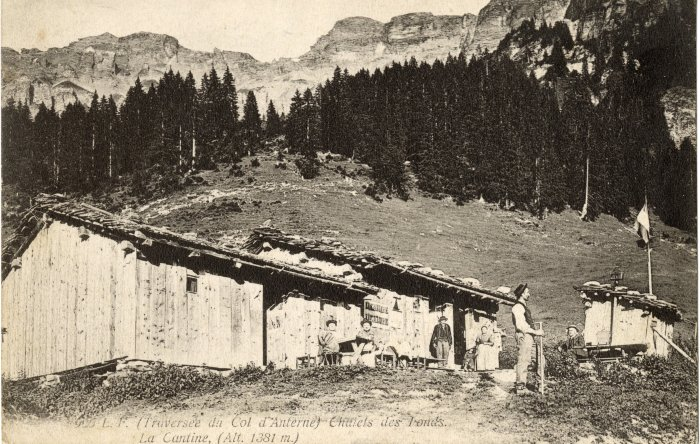 L. F. (Traversée du Col d'Anterne) Chalets des Fonds.
La Cantine, (Alt. 1381 m.)